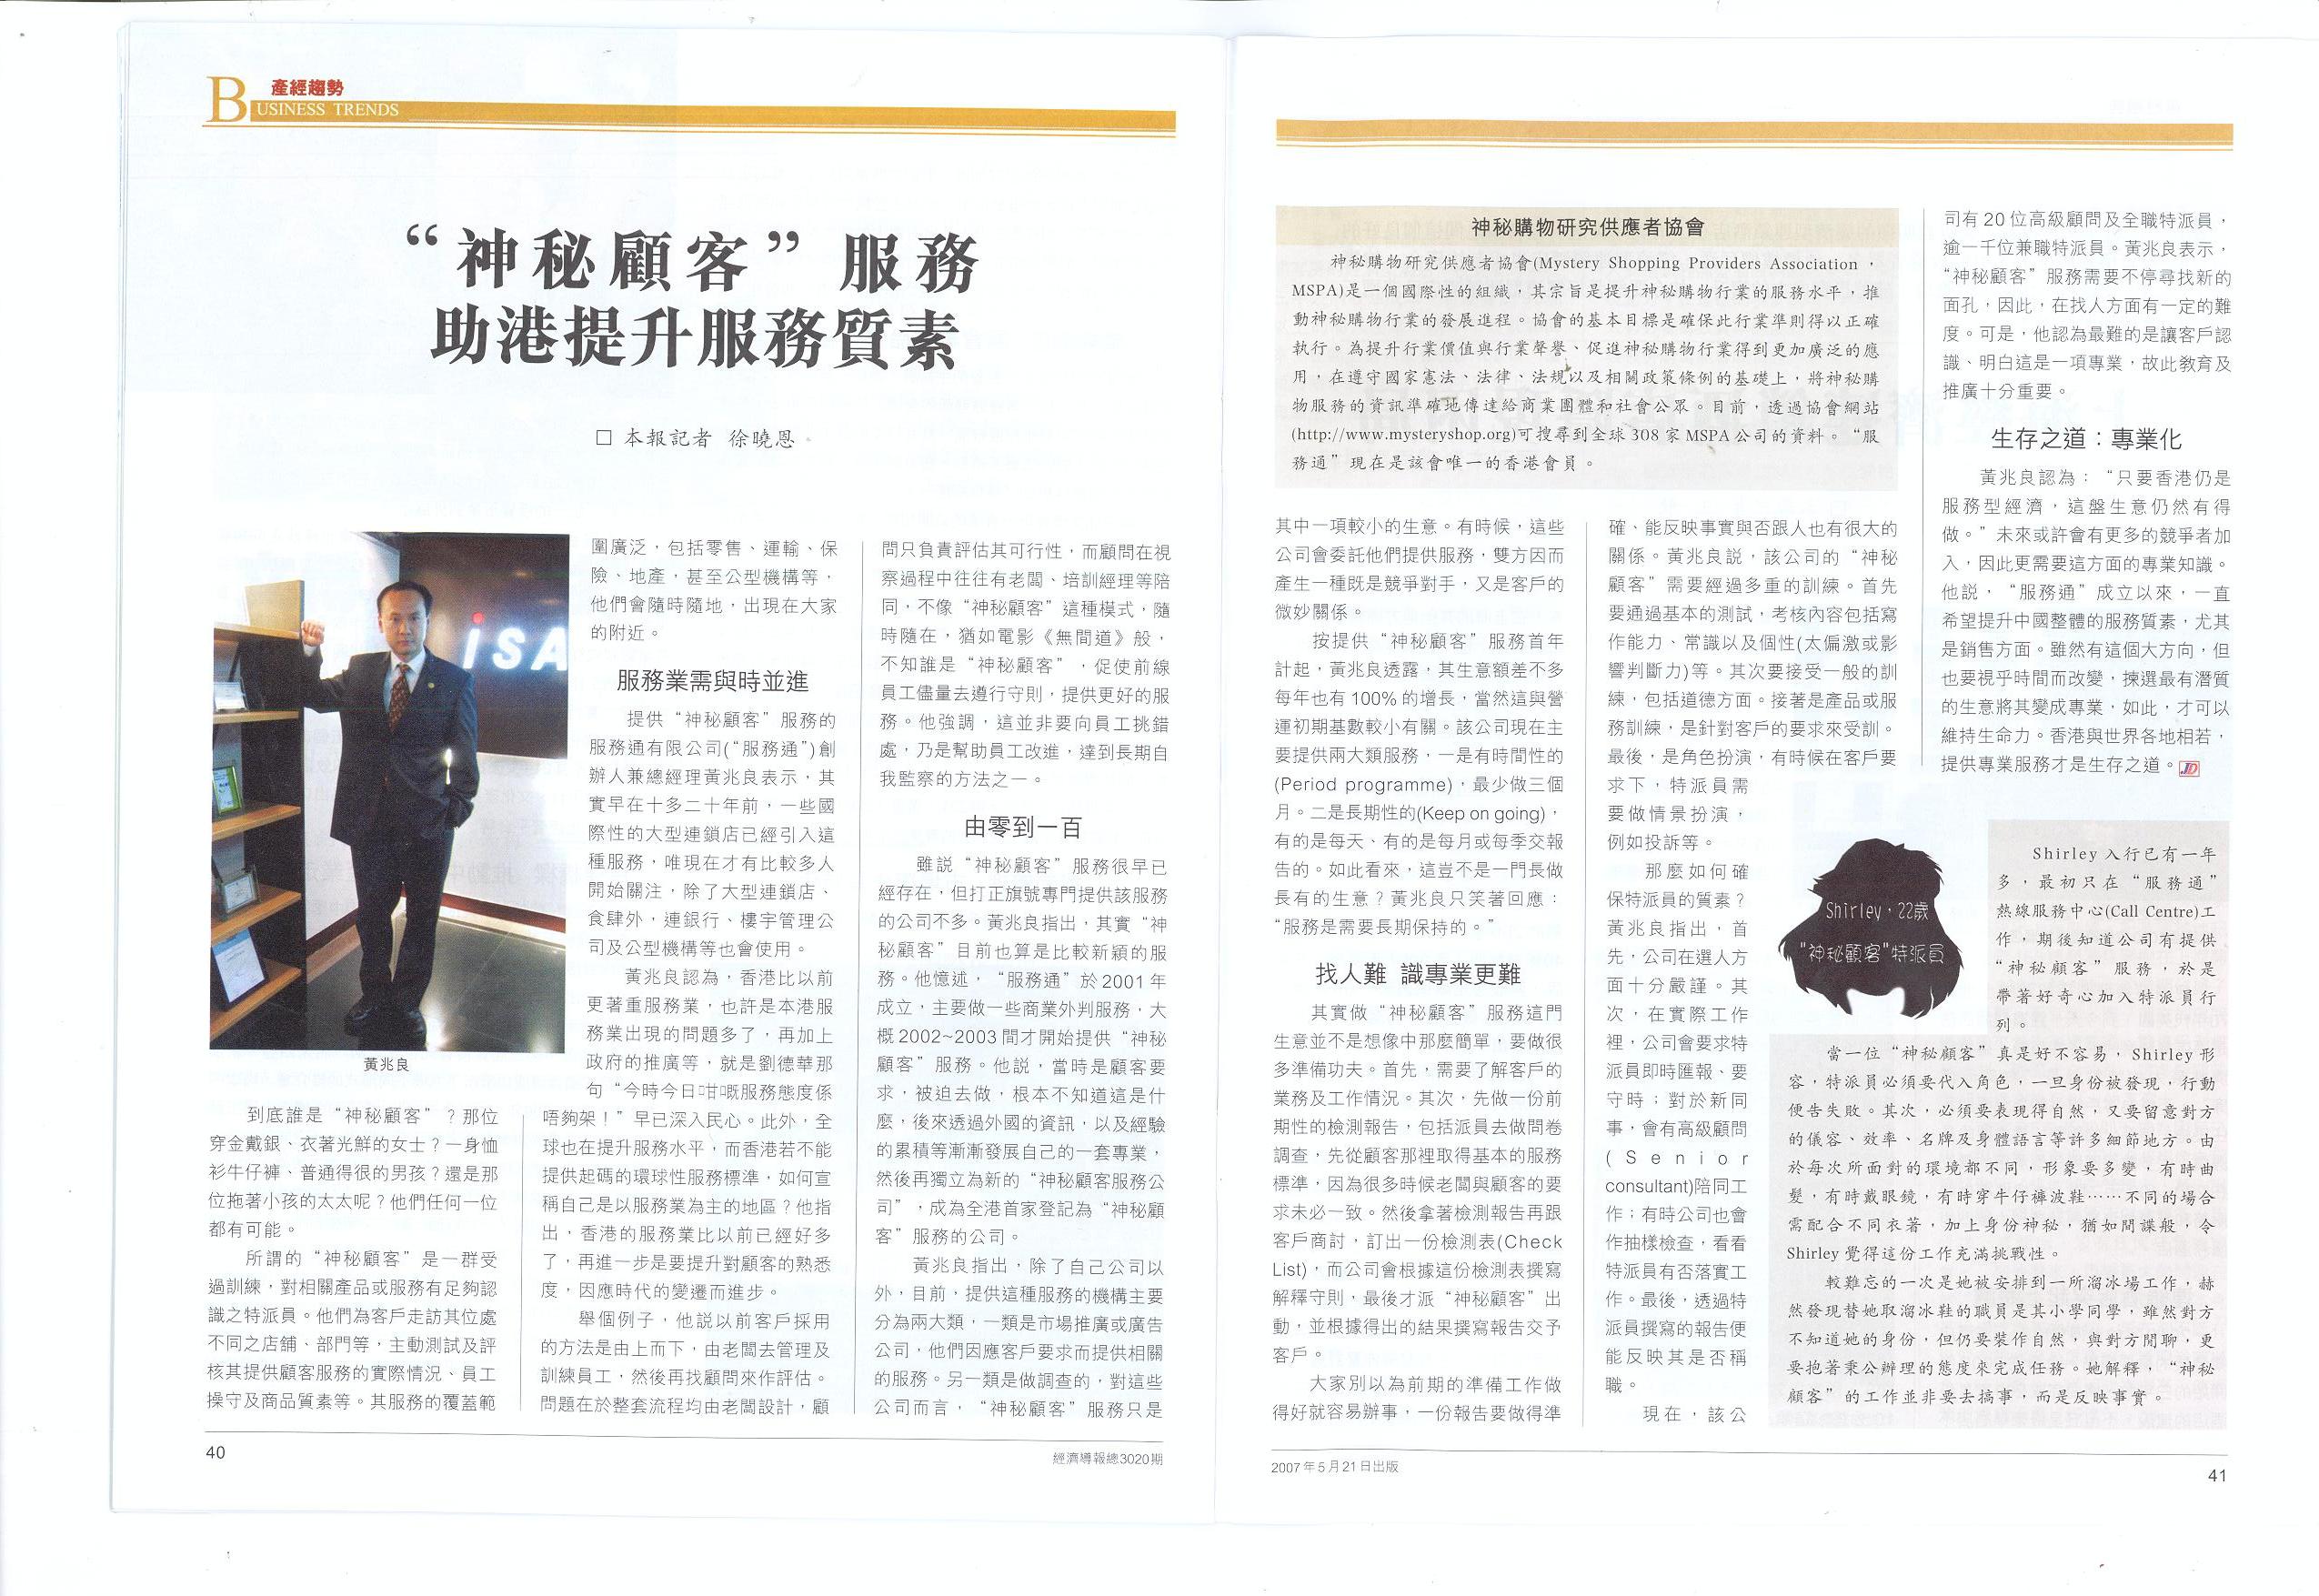 產經趨勢
BUSINESS TRENDS
“神秘顧客”服務
助港提升服務質素
□ 本報記者 徐曉恩
iSA
黃兆良
到底誰是“神秘顧客”？那位
穿金戴銀、衣著光鮮的女士？一身恤
衫牛仔褲、普通得很的男孩？還是那
位拖著小孩的太太呢？他們任何一位
都有可能。
所謂的“神秘顧客”是一群受
過訓練，對相關產品或服務有足夠認
識之特派員。他們為客戶走訪其位處
不同之店鋪、部門等，主動測試及評
核其提供顧客服務的實際情況、員工
操守及商品質素等。其服務的覆蓋範
圍廣泛，包括零售、運輸、保
險、地產，甚至公型機構等，
他們會隨時隨地，出現在大家
的附近。
服務業需與時並進
提供“神秘顧客”服務的
服務通有限公司(“服務通”)創
辦人兼總經理黃兆良表示，其
實早在十多二十年前，一些國
際性的大型連鎖店已經引入這
種服務，唯現在才有比較多人
開始關注，除了大型連鎖店、
食肆外，連銀行、樓宇管理公
司及公型機構等也會使用。
黃兆良認為，香港比以前
更著重服務業，也許是本港服
務業出現的問題多了，再加上
政府的推廣等，就是劉德華那
句“今時今日咁嘅服務態度係
唔夠架！”早已深入民心。此外，全
球也在提升服務水平，而香港若不能
提供起碼的環球性服務標準，如何宣
稱自己是以服務業為主的地區？他指
出，香港的服務業比以前已經好多
了，再進一步是要提升對顧客的熟悉
度，因應時代的變遷而進步。
舉個例子，他説以前客戶採用
的方法是由上而下，由老闆去管理及
訓練員工，然後再找顧問來作評估。
問題在於整套流程均由老闆設計，顧
問只負責評估其可行性，而顧問在視
察過程中往往有老闆、培訓經理等陪
同，不像“神秘顧客”這種模式，隨
時隨在，猶如電影《無間道》般，
不知誰是“神秘顧客”，促使前線
員工儘量去遵行守則，提供更好的服
務。他強調，這並非要向員工挑錯
處，乃是幫助員工改進，達到長期自
我監察的方法之一。
由零到一百
雖説“神秘顧客”服務很早已
經存在，但打正旗號專門提供該服務
的公司不多。黃兆良指出，其實“神
秘顧客”目前也算是比較新穎的服
務。他憶述，“服務通”於2001年
成立，主要做一些商業外判服務，大
概2002~2003間才開始提供“神秘
顧客”服務。他説，當時是顧客要
求，被迫去做，根本不知道這是什
麼，後來透過外國的資訊，以及經驗
的累積等漸漸發展自己的一套專業，
然後再獨立為新的“神秘顧客服務公
司”，成為全港首家登記為“神秘顧
客”服務的公司。
黃兆良指出，除了自己公司以
外，目前，提供這種服務的機構主要
分為兩大類，一類是市場推廣或廣告
公司，他們因應客戶要求而提供相關
的服務。另一類是做調查的，對這些
公司而言，“神秘顧客”服務只是
40
經濟導報總3020期
神秘購物研究供應者協會
神秘購物研究供應者協會(Mystery Shopping Providers Association，
MSPA)是一個國際性的組織，其宗旨是提升神秘購物行業的服務水平，推
動神秘購物行業的發展進程。協會的基本目標是確保此行業準則得以正確
執行。為提升行業價值與行業聲譽、促進神秘購物行業得到更加廣泛的應
用，在遵守國家憲法、法律、法規以及相關政策條例的基礎上，將神秘購
物服務的資訊準確地傳達給商業團體和社會公眾。目前，透過協會網站
(http://www.mysteryshop.org)可搜尋到全球308家MSPA公司的資料。“服
務通”現在是該會唯一的香港會員。
其中一項較小的生意。有時候，這些
公司會委託他們提供服務，雙方因而
產生一種既是競爭對手，又是客戶的
微妙關係。
按提供“神秘顧客”服務首年
計起，黃兆良透露，其生意額差不多
每年也有100%的增長，當然這與營
運初期基數較小有關。該公司現在主
要提供兩大類服務，一是有時間性的
(Period programme)，最少做三個
月。二是長期性的(Keep on going)，
有的是每天、有的是每月或每季交報
告的。如此看來，這豈不是一門長做
長有的生意？黃兆良只笑著回應：
“服務是需要長期保持的。”
找人難 識專業更難
其實做“神秘顧客”服務這門
生意並不是想像中那麼簡單，要做很
多準備功夫。首先，需要了解客戶的
業務及工作情況。其次，先做一份前
期性的檢測報告，包括派員去做問卷
調查，先從顧客那裡取得基本的服務
標準，因為很多時候老闆與顧客的要
求未必一致。然後拿著檢測報告再跟
客戶商討，訂出一份檢測表(Check
List)，而公司會根據這份檢測表撰寫
解釋守則，最後才派“神秘顧客”出
動，並根據得出的結果撰寫報告交予
客戶。
大家別以為前期的準備工作做
得好就容易辦事，一份報告要做得準
確、能反映事實與否跟人也有很大的
關係。黃兆良説，該公司的“神秘
顧客”需要經過多重的訓練。首先
要通過基本的測試，考核內容包括寫
作能力、常識以及個性(太偏激或影
響判斷力)等。其次要接受一般的訓
練，包括道德方面。接著是產品或服
務訓練，是針對客戶的要求來受訓。
最後，是角色扮演，有時候在客戶要
求下，特派員需
要做情景扮演，
例如投訴等。
那麼如何確
保特派員的質素？
黃兆良指出，首
先，公司在選人方
面十分嚴謹。其
次，在實際工作
裡，公司會要求特
派員即時匯報、要
守時；對於新同
事，會有高級顧問
(Senior
consultant)陪同工
作；有時公司也會
作抽樣檢查，看看
特派員有否落實工
作。最後，透過特
派員撰寫的報告便
能反映其是否稱
職。
現在，該公
司有20位高級顧問及全職特派員，
逾一千位兼職特派員。黃兆良表示，
“神秘顧客”服務需要不停尋找新的
面孔，因此，在找人方面有一定的難
度。可是，他認為最難的是讓客戶認
識、明白這是一項專業，故此教育及
推廣十分重要。
生存之道：專業化
黃兆良認為：“只要香港仍是
服務型經濟，這盤生意仍然有得
做。”未來或許會有更多的競爭者加
入，因此更需要這方面的專業知識。
他説，“服務通”成立以來，一直
希望提升中國整體的服務質素，尤其
是銷售方面。雖然有這個大方向，但
也要視乎時間而改變，揀選最有潛質
的生意將其變成專業，如此，才可以
維持生命力。香港與世界各地相若，
提供專業服務才是生存之道。
Shirley，22歲
“神秘顧客”特派員
Shirley入行已有一年
多，最初只在“服務通”
熱線服務中心(Call Centre)工
作，期後知道公司有提供
“神秘顧客”服務，於是
帶著好奇心加入特派員行
列。
當一位“神秘顧客”真是好不容易，Shirley形
容，特派員必須要代入角色，一旦身份被發現，行動
便告失敗。其次，必須要表現得自然，又要留意對方
的儀容、效率、名牌及身體語言等許多細節地方。由
於每次所面對的環境都不同，形象要多變，有時曲
髮，有時戴眼鏡，有時穿牛仔褲波鞋……不同的場合
需配合不同衣著，加上身份神秘，猶如間諜般，令
Shirley覺得這份工作充滿挑戰性。
較難忘的一次是她被安排到一所溜冰場工作，赫
然發現替她取溜冰鞋的職員是其小學同學，雖然對方
不知道她的身份，但仍要裝作自然，與對方閒聊，更
要抱著秉公辦理的態度來完成任務。她解釋，“神秘
顧客”的工作並非要去搞事，而是反映事實。
2007年5月21日出版
41